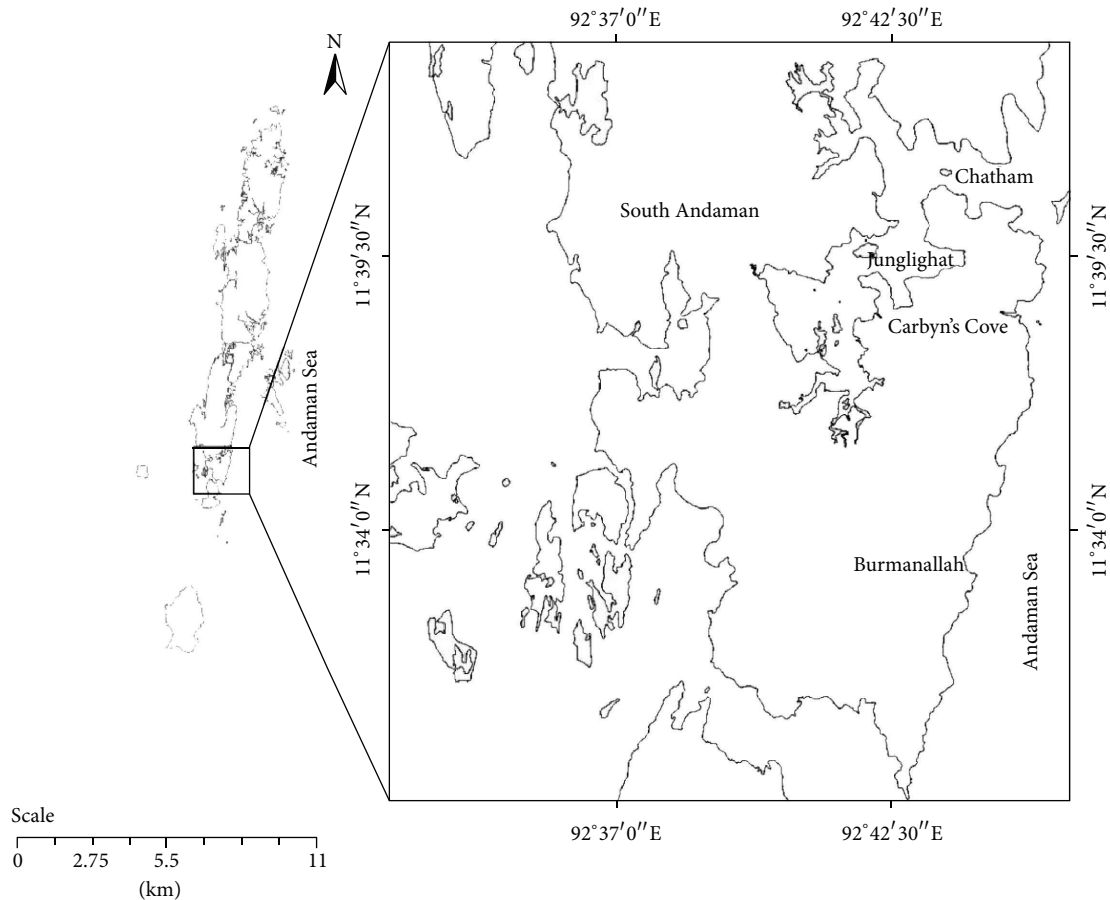 92°37′0″E
92°42′30″E
N
Chatham
South Andaman
11°39′30″N
11°39′30″N
Junglighat
Carbyn's Cove
Andaman Sea
11°34′0″N
11°34′0″N
Burmanallah
Andaman Sea
Scale
0 2.75 5.5 11
(km)
92°37′0″E
92°42′30″E